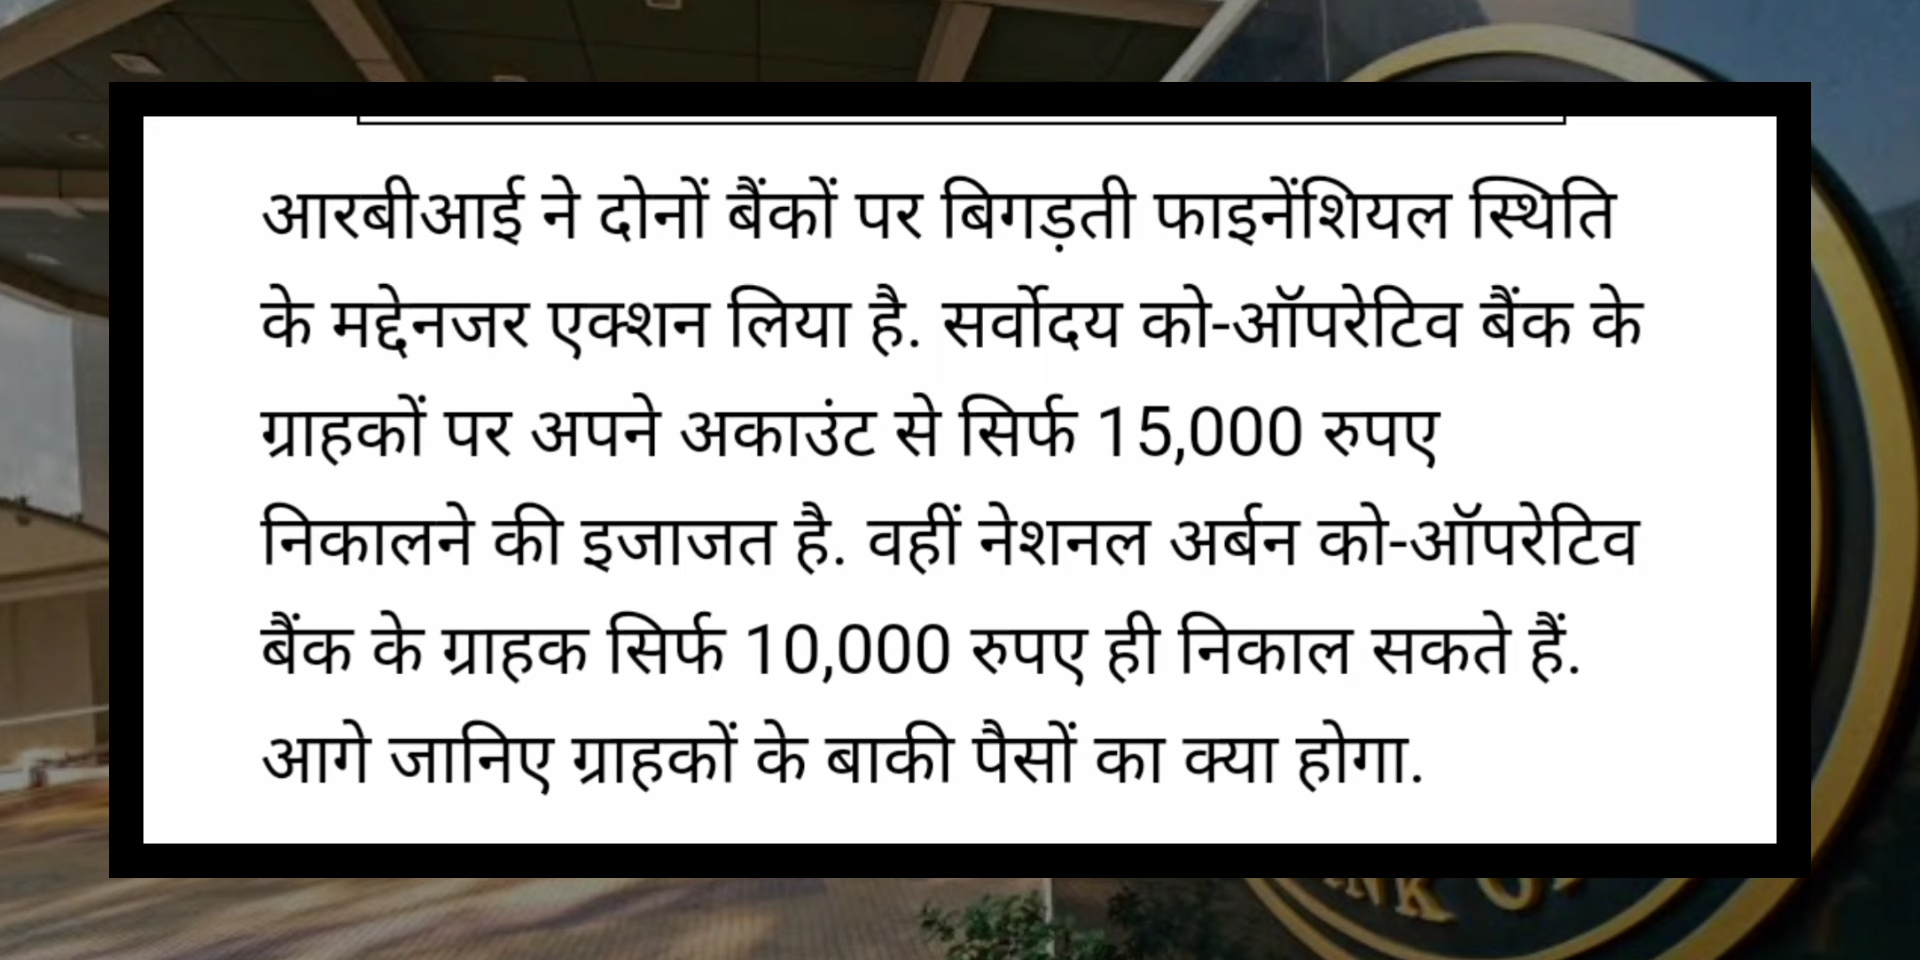 आरबीआई ने दोनों बैंकों पर बिगड़ती फाइनेंशियल स्थिति
के मद्देनजर एक्शन लिया है. सर्वोदय को-ऑपरेटिव बैंक के
ग्राहकों पर अपने अकाउंट से सिर्फ 15,000 रुपए
निकालने की इजाजत है. वहीं नेशनल अर्बन को-ऑपरेटिव
बैंक के ग्राहक सिर्फ 10,000 रुपए ही निकाल सकते हैं.
आगे जानिए ग्राहकों के बाकी पैसों का क्या होगा.